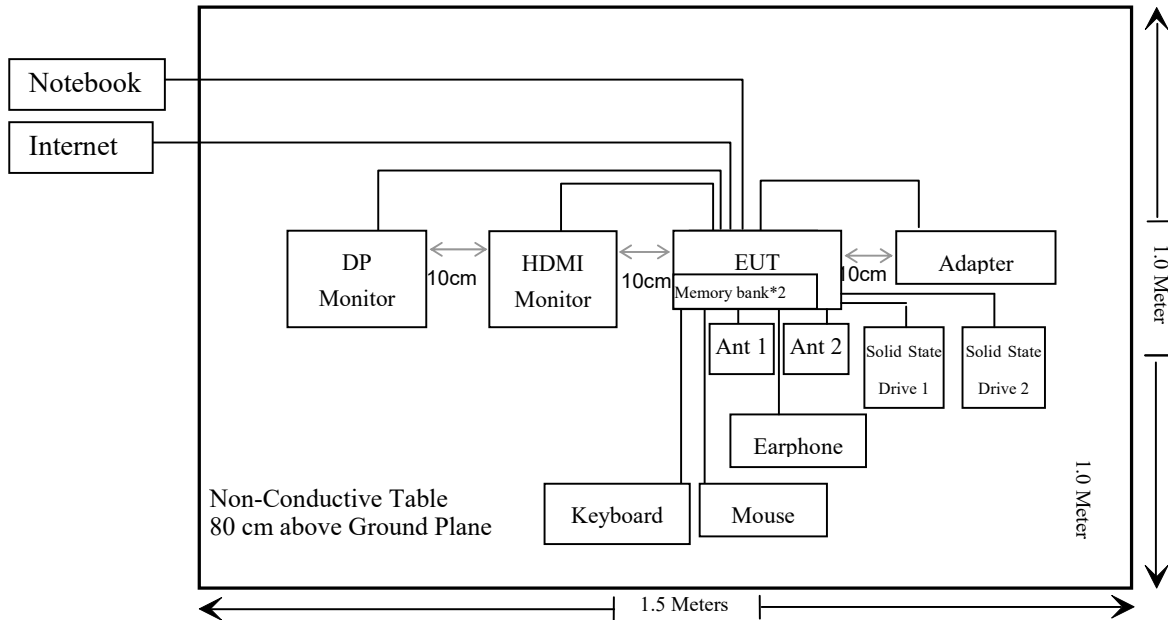 Notebook
Internet
DP
Monitor
10cm
HDMI
Monitor
10cm
EUT
Memory bank*2
10cm
Adapter
Ant 1
Ant 2
Solid State
Drive 1
Solid State
Drive 2
Earphone
Keyboard
Mouse
Non-Conductive Table
80 cm above Ground Plane
1.0 Meter
1.0 Meter
1.5 Meters